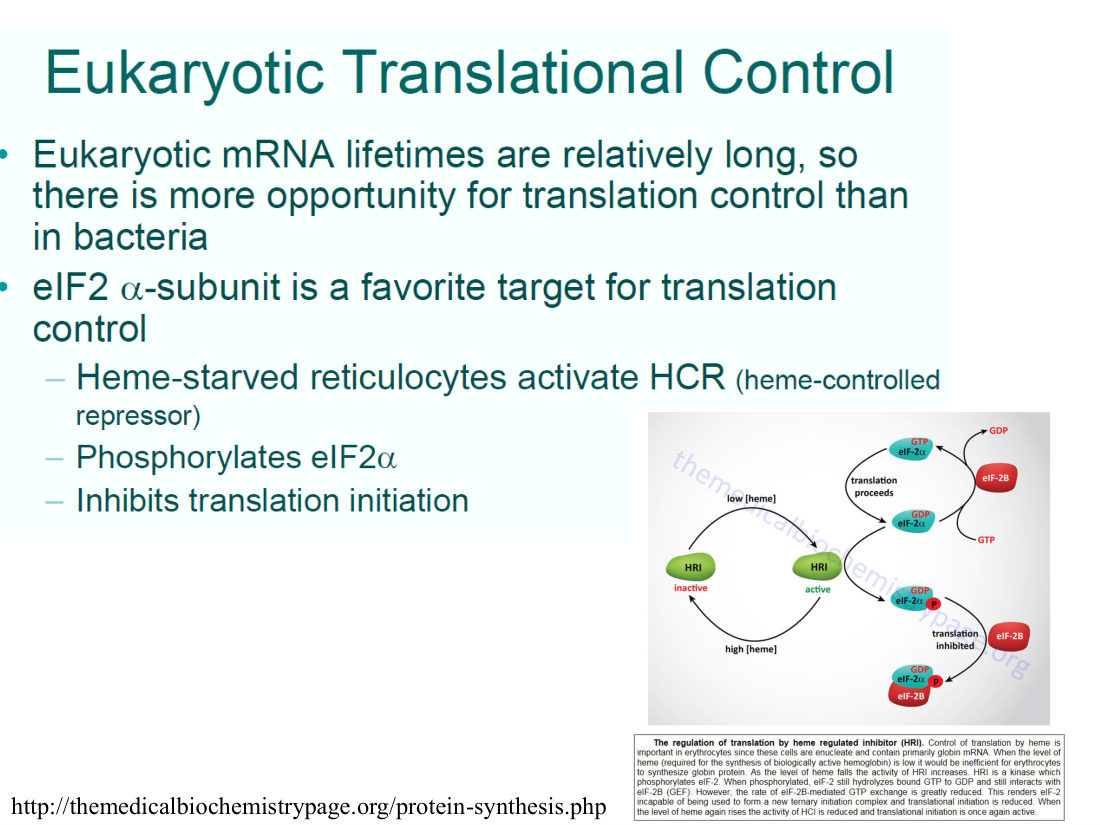 Eukaryotic Translational Control
• Eukaryotic mRNA lifetimes are relatively long, so
there is more opportunity for translation control than
in bacteria
• eIF2 α-subunit is a favorite target for translation
control
– Heme-starved reticulocytes activate HCR (heme-controlled
repressor)
– Phosphorylates eIF2α
– Inhibits translation initiation
themedicalbiochemistrypage.org
GDP
GTP
eIF-2α
eIF-2B
translation
proceeds
low [heme]
GDP
eIF-2α
GTP
HRI
inactive
HRI
active
GDP
eIF-2α
P
translation
inhibited
eIF-2B
high [heme]
GDP
eIF-2α
P
eIF-2B
The regulation of translation by heme regulated inhibitor (HRI). Control of translation by heme is
important in erythrocytes since these cells are enucleate and contain primarily globin mRNA. When the level of
heme (required for the synthesis of biologically active hemoglobin) is low it would be inefficient for erythrocytes
to synthesize globin protein. As the level of heme falls the activity of HRI increases. HRI is a kinase which
phosphorylates eIF-2. When phosphorylated, eIF-2 still hydrolyzes bound GTP to GDP and still interacts with
eIF-2B (GEF). However, the rate of eIF-2B-mediated GTP exchange is greatly reduced. This renders eIF-2
incapable of being used to form a new ternary initiation complex and translational initiation is reduced. When
the level of heme again rises the activity of HCI is reduced and translational initiation is once again active.
http://themedicalbiochemistrypage.org/protein-synthesis.php